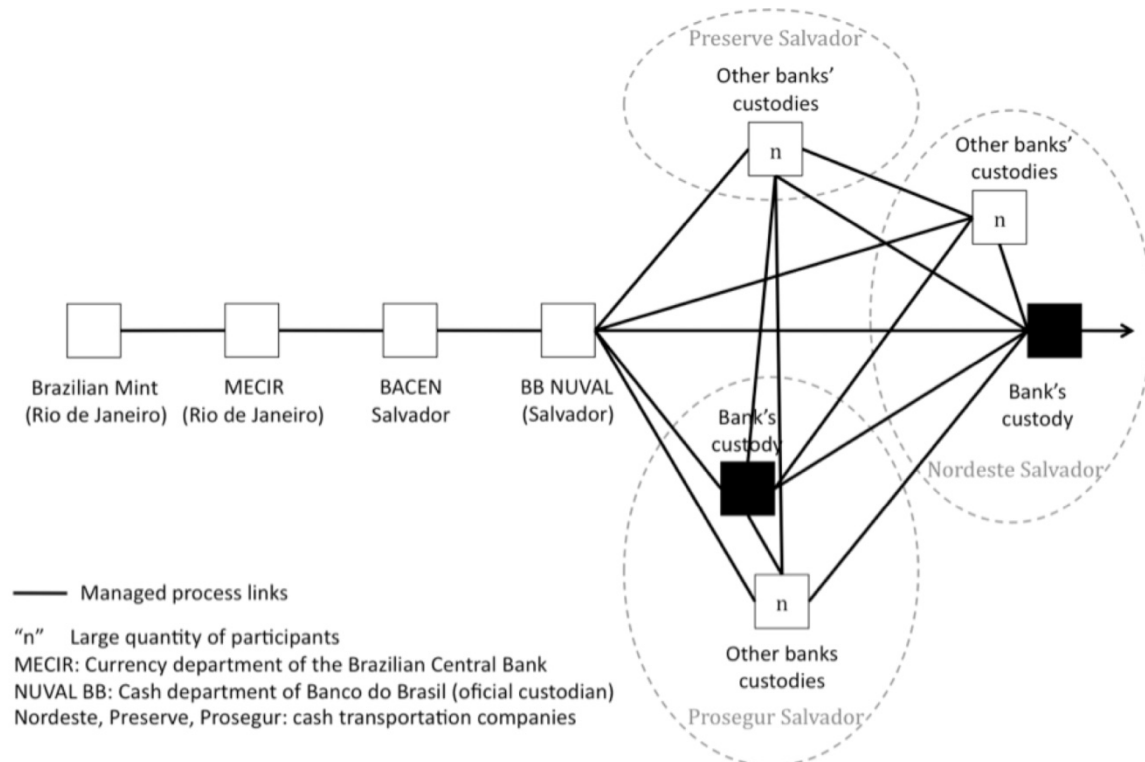 Preserve Salvador
Other banks'
custodies
n
Other banks'
custodies
n
Brazilian Mint
(Rio de Janeiro)
MECIR
(Rio de Janeiro)
BACEN
Salvador
BB NUVAL
(Salvador)
Bank's
custody
Nordeste Salvador
Bank's
custody
n
Other banks
custodies
Prosegur Salvador
Managed process links
"n" Large quantity of participants
MECIR: Currency department of the Brazilian Central Bank
NUVAL BB: Cash department of Banco do Brasil (oficial custodian)
Nordeste, Preserve, Prosegur: cash transportation companies